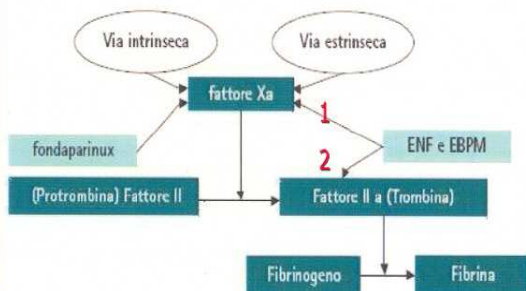 Via intrinseca
Via estrinseca
fattore Xa
1
fondaparinux
2
ENF e EBPM
(Protrombina) Fattore II
Fattore II a (Trombina)
Fibrinogeno
Fibrina